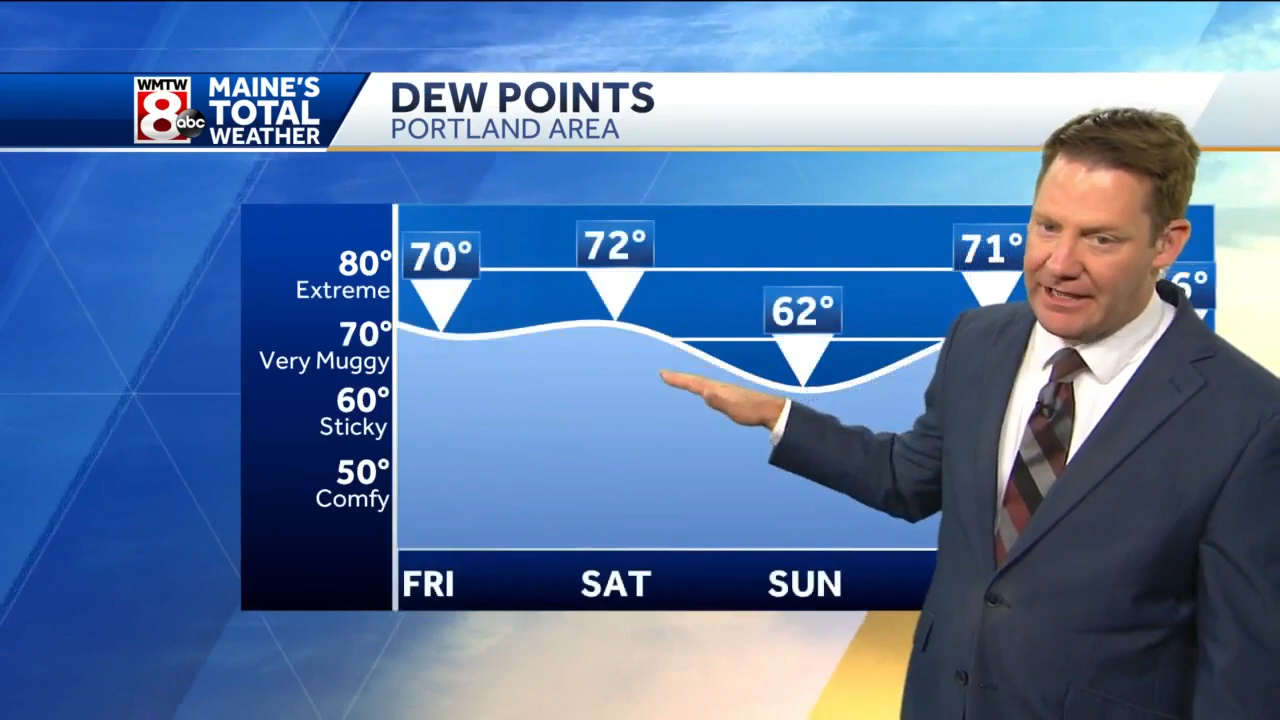 WMTW
8
abc
MAINE'S
TOTAL
WEATHER
DEW POINTS
PORTLAND AREA
70° 72° 62° 71°
80°
Extreme
70°
Very Muggy
60°
Sticky
50°
Comfy
FRI SAT SUN